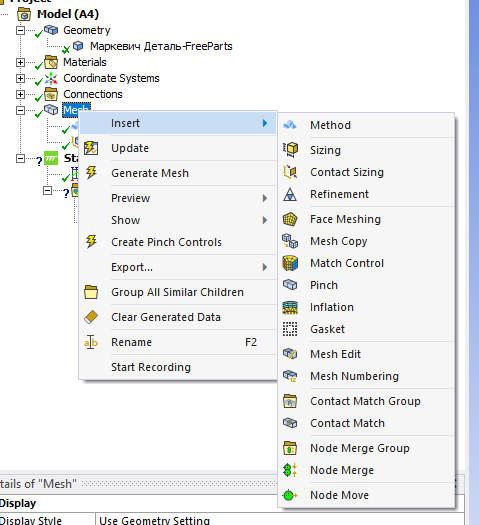 Project
Model (A4)
Geometry
Маркевич Деталь-FreeParts
Materials
Coordinate Systems
Connections
Mesh
Insert
Update
Generate Mesh
Preview
Show
Create Pinch Controls
Export...
Group All Similar Children
Clear Generated Data
Rename F2
Start Recording
Method
Sizing
Contact Sizing
Refinement
Face Meshing
Mesh Copy
Match Control
Pinch
Inflation
Gasket
Mesh Edit
Mesh Numbering
Contact Match Group
Contact Match
Node Merge Group
Node Merge
Node Move
Sta
tails of "Mesh"
Display
Display Style Use Geometry Setting